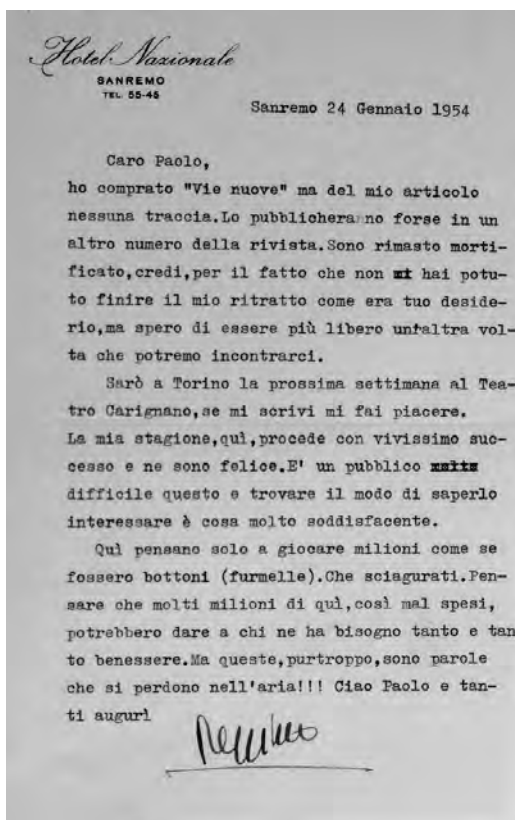 Hotel Nazionale
SANREMO
TEL. 55-45
Sanremo 24 Gennaio 1954
Caro Paolo,
ho comprato "Vie nuove" ma del mio articolo
nessuna traccia.Lo pubblichera no forse in un
altro numero della rivista.Sono rimasto morti-
ficato,credi,per il fatto che non hai potu-
to finire il mio ritratto come era tuo deside-
rio,ma spero di essere più libero un'altra vol-
ta che potremo incontrarci.
Sarò a Torino la prossima settimana al Tea-
tro Carignano,se mi scrivi mi fai piacere.
La mia stagione,quì,procede con vivissimo suc-
cesso e ne sono felice.E' un pubblico
difficile questo e trovare il modo di saperlo
interessare è cosa molto soddisfacente.
Quì pensano solo a giocare milioni come se
fossero bottoni (furmelle).Che sciagurati.Pen-
sare che molti milioni di quì,così mal spesi,
potrebbero dare a chi ne ha bisogno tanto e tan
to benessere.Ma queste,purtroppo,sono parole
che si perdono nell'aria!!! Ciao Paolo e tan-
ti auguri